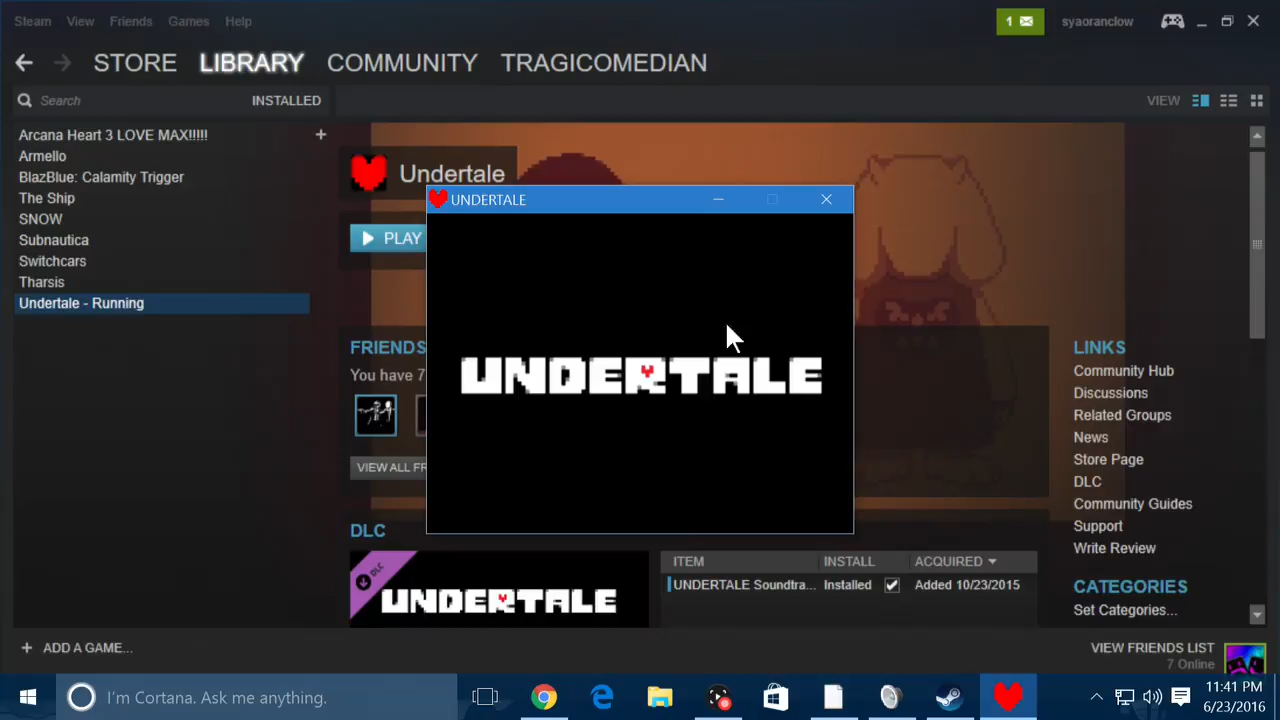 Steam View Friends Games Help 1 syaoranclow
STORE LIBRARY COMMUNITY TRAGICOMEDIAN
Search INSTALLED VIEW
Arcana Heart 3 LOVE MAX!!!!! +
Armello
BlazBlue: Calamity Trigger
The Ship
SNOW
Subnautica
Switchcars
Tharsis
Undertale - Running
Undertale
UNDERTALE
PLAY
UNDERTALE
FRIENDS
You have 7
VIEW ALL FR
LINKS
Community Hub
Discussions
Related Groups
News
Store Page
DLC
Community Guides
Support
Write Review
DLC
DLC
UNDERTALE
ITEM INSTALL ACQUIRED
UNDERTALE Soundtra... Installed Added 10/23/2015
CATEGORIES
Set Categories...
+ ADD A GAME...
VIEW FRIENDS LIST
7 Online
I'm Cortana. Ask me anything.
11:41 PM
6/23/2016